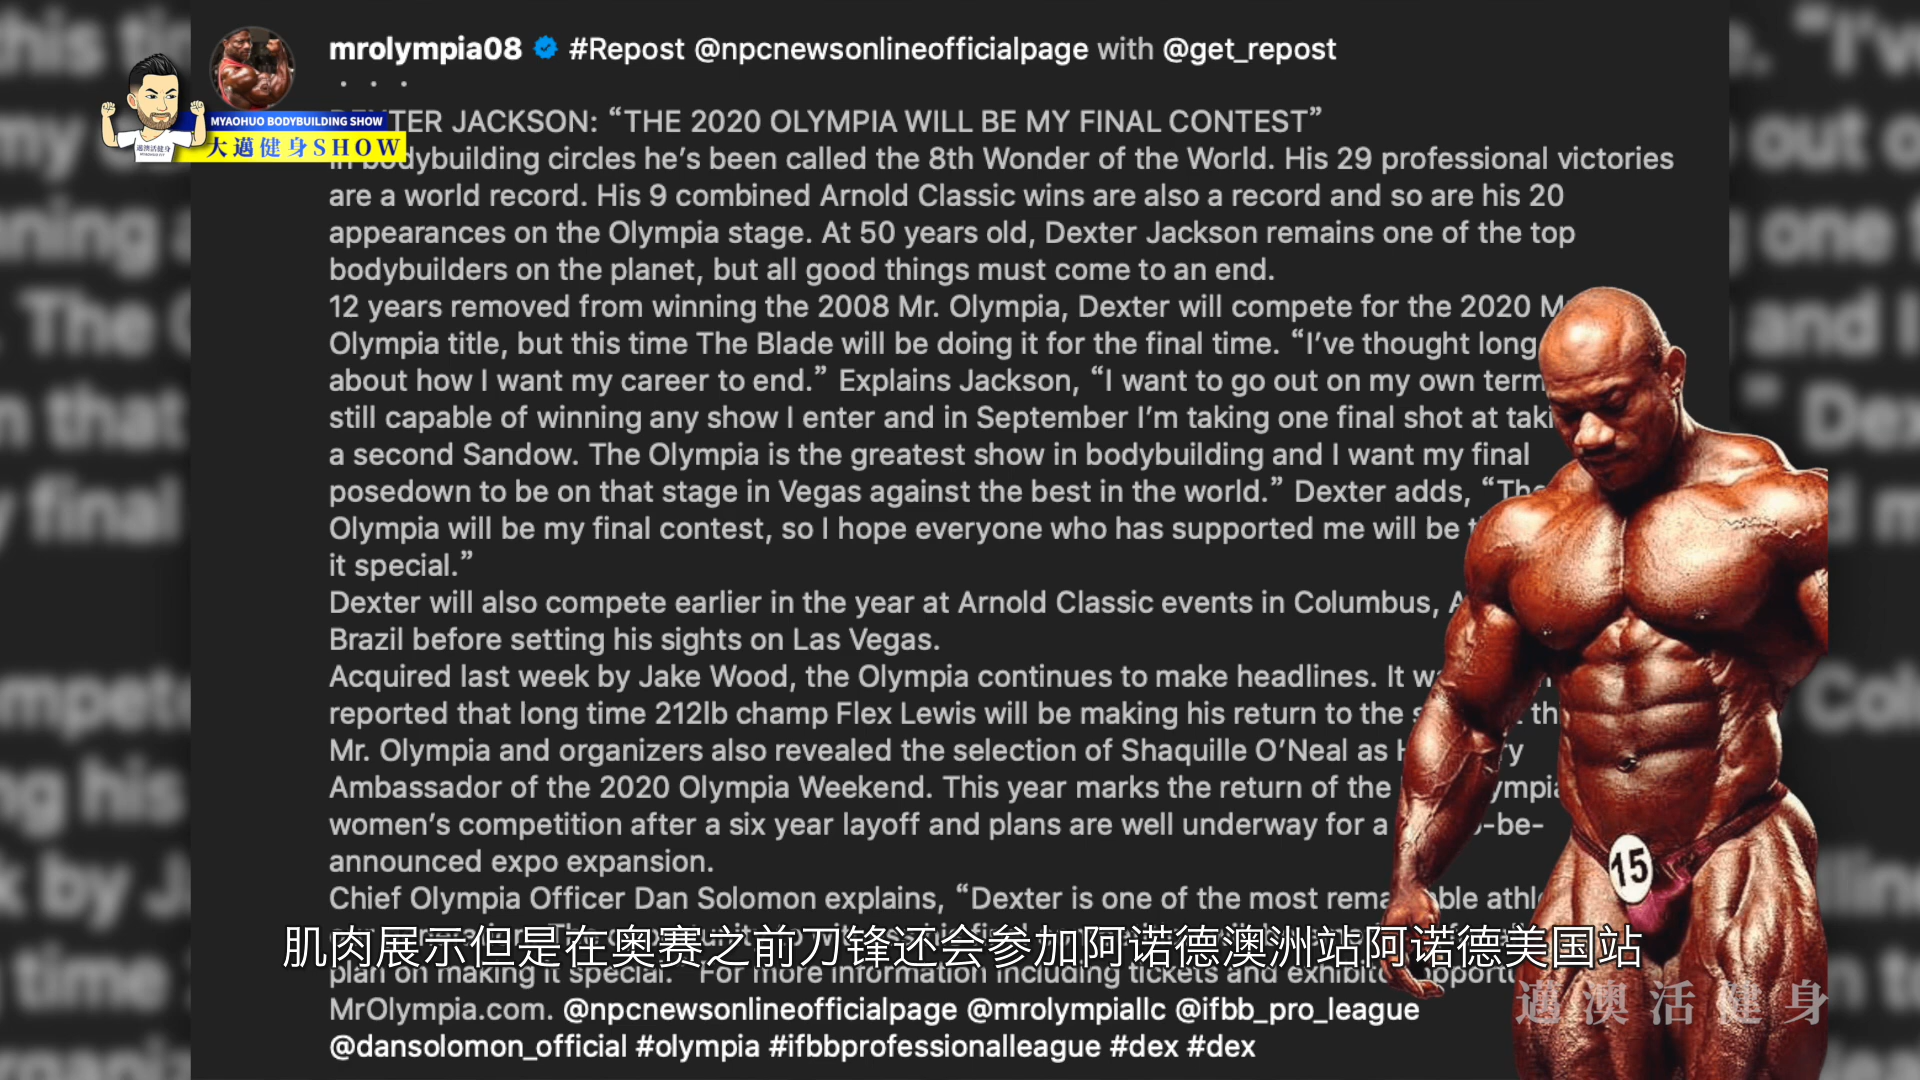 mrolympia08 #Repost @npcnewsonlineofficialpage with @get_repost
・・・
MYAOHUO BODYBUILDING SHOW
大邁健身SHOW
TER JACKSON: “THE 2020 OLYMPIA WILL BE MY FINAL CONTEST”
In bodybuilding circles he’s been called the 8th Wonder of the World. His 29 professional victories
are a world record. His 9 combined Arnold Classic wins are also a record and so are his 20
appearances on the Olympia stage. At 50 years old, Dexter Jackson remains one of the top
bodybuilders on the planet, but all good things must come to an end.
12 years removed from winning the 2008 Mr. Olympia, Dexter will compete for the 2020
Olympia title, but this time The Blade will be doing it for the final time. “I’ve thought long
about how I want my career to end.” Explains Jackson, “I want to go out on my own
still capable of winning any show I enter and in September I’m taking one final shot at
a second Sandow. The Olympia is the greatest show in bodybuilding and I want my final
posedown to be on that stage in Vegas against the best in the world.” Dexter adds,
Olympia will be my final contest, so I hope everyone who has supported me will be
it special.”
Dexter will also compete earlier in the year at Arnold Classic events in Columbus,
Brazil before setting his sights on Las Vegas.
Acquired last week by Jake Wood, the Olympia continues to make headlines. It
reported that long time 212lb champ Flex Lewis will be making his return to the
Mr. Olympia and organizers also revealed the selection of Shaquille O’Neal as
Ambassador of the 2020 Olympia Weekend. This year marks the return of the
women’s competition after a six year layoff and plans are well underway for a -be-
announced expo expansion.
Chief Olympia Officer Dan Solomon explains, “Dexter is one of the most
肌肉展示但是在奥赛之前刀锋还会参加阿诺德澳洲站阿诺德美国站
plan on making it special.” For more information including tickets and
MrOlympia.com. @npcnewsonlineofficialpage @mrolympiallc @ifbb_pro_league
@dansolomon_official #olympia #ifbbprofessionalleague #dex #dex
15
邁澳活健身